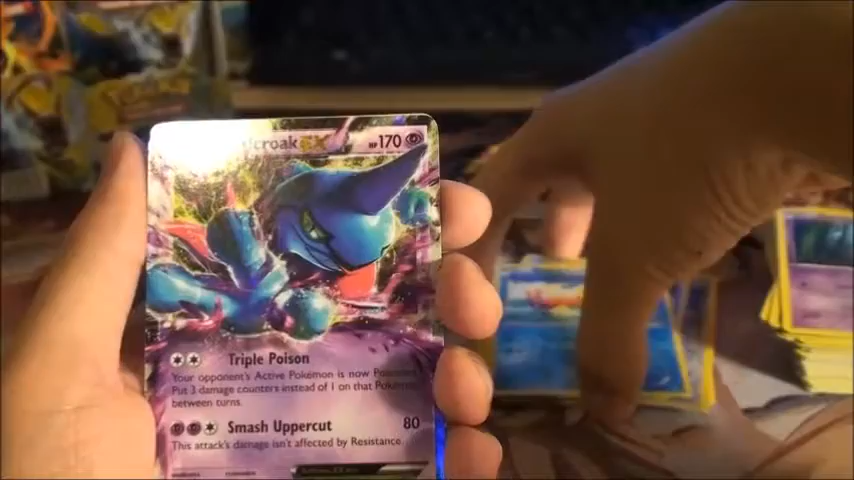 croak EX HP 170
Triple Poison
Your opponent's Active Pokémon is now Poisoned.
Put 3 damage counters instead of 1 on that Pokémon
between turns.
Smash Uppercut 80
This attack's damage isn't affected by Resistance.